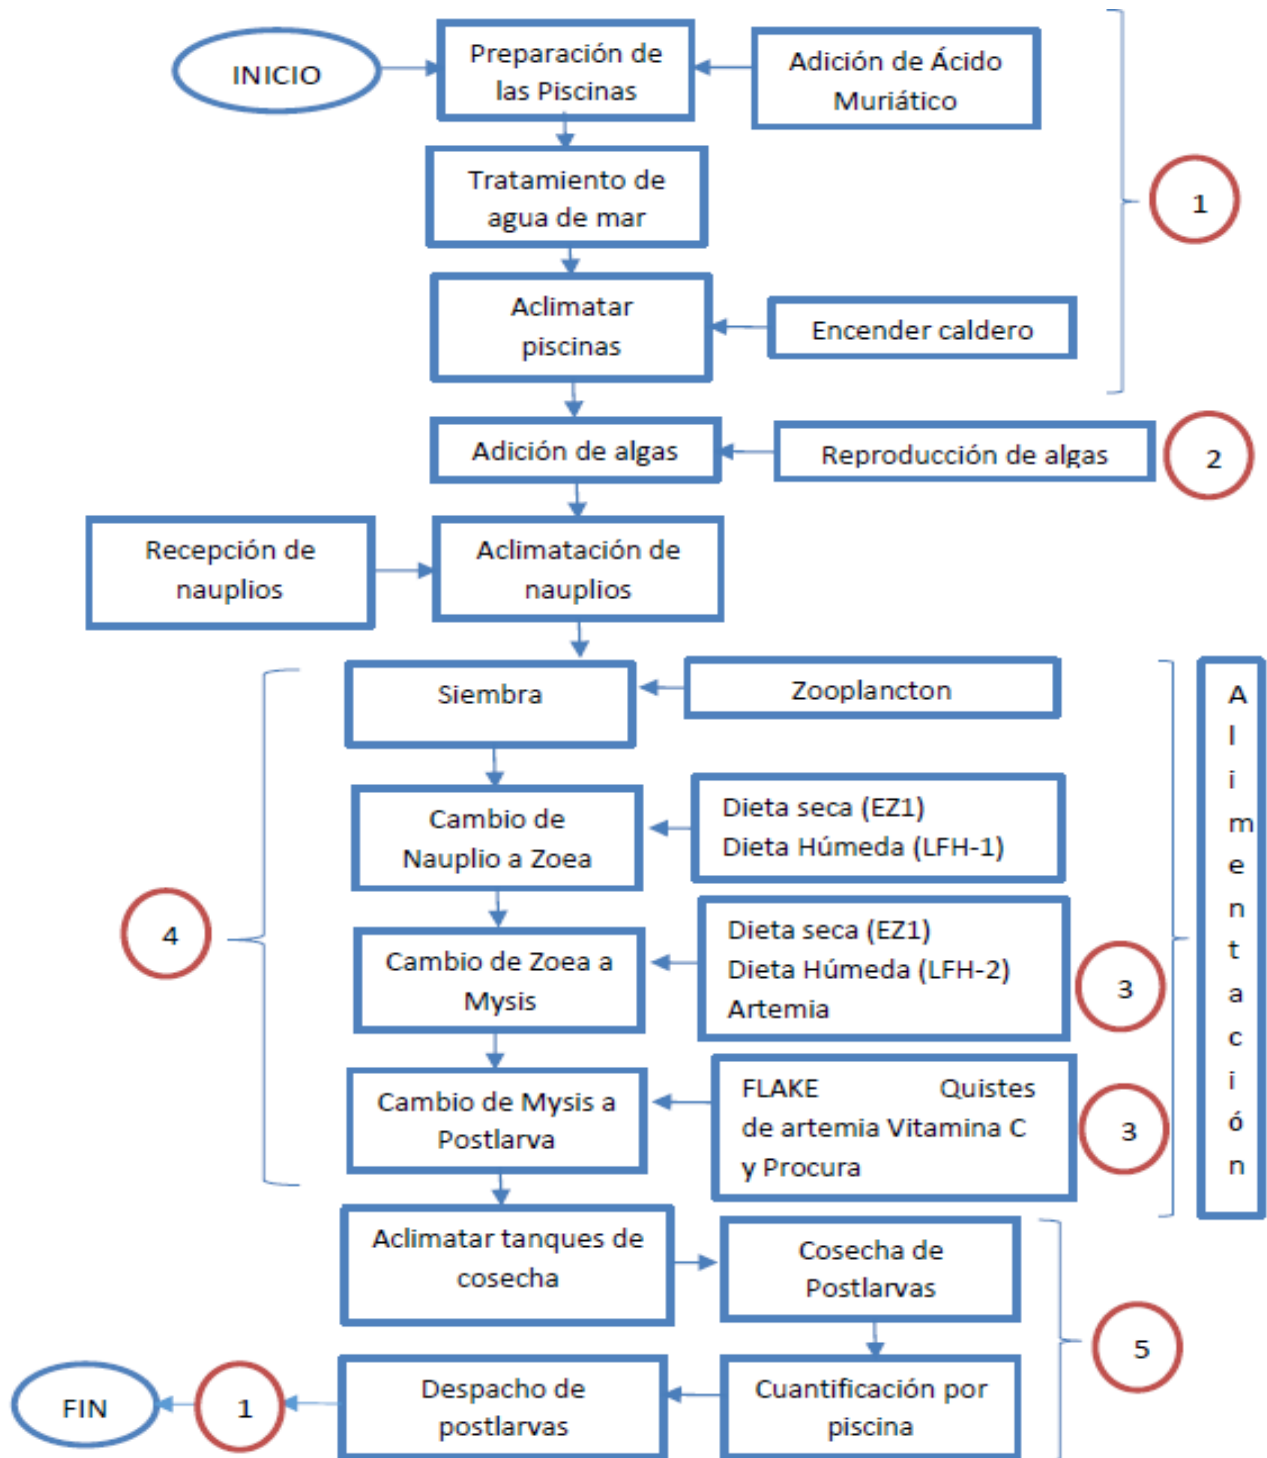 INICIO
Preparación de
las Piscinas
Adición de Ácido
Muriático
Tratamiento de
agua de mar
1
Aclimatar
piscinas
Encender caldero
Adición de algas
Reproducción de algas
2
Recepción de
nauplios
Aclimatación de
nauplios
Siembra
Zooplancton
Cambio de
Nauplio a Zoea
Dieta seca (EZ1)
Dieta Húmeda (LFH-1)
4
Cambio de Zoea a
Mysis
Dieta seca (EZ1)
Dieta Húmeda (LFH-2)
Artemia
3
Cambio de Mysis a
Postlarva
FLAKE Quistes
de artemia Vitamina C
y Procura
3
A
l
i
m
e
n
t
a
c
i
ó
n
Aclimatar tanques de
cosecha
Cosecha de
Postlarvas
5
Cuantificación por
piscina
Despacho de
postlarvas
1
FIN